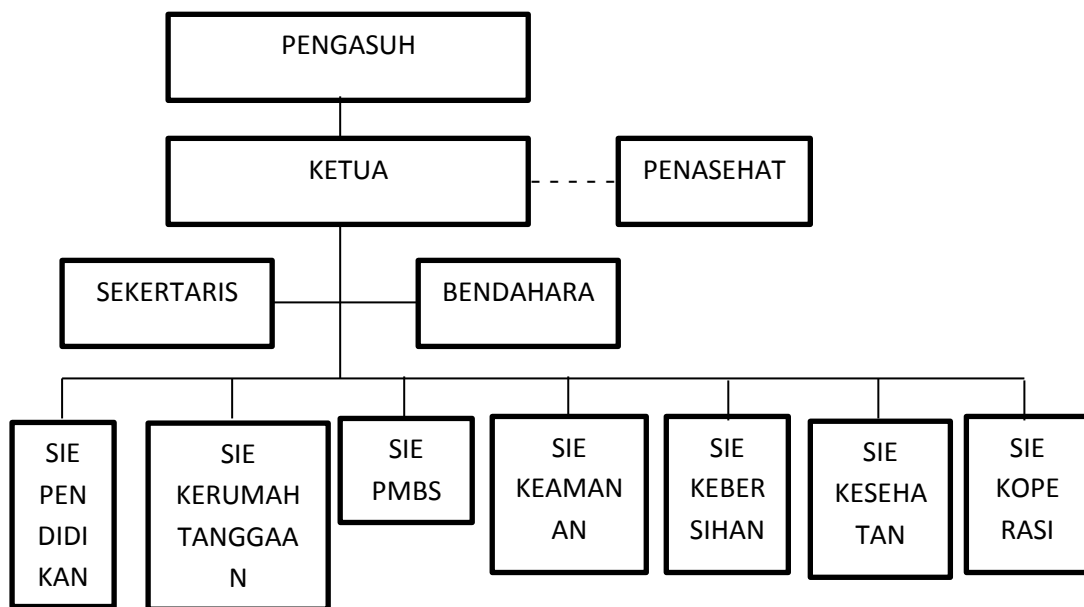 PENGASUH
KETUA
PENASEHAT
SEKERTARIS
BENDAHARA
SIE
PEN
DIDI
KAN
SIE
KERUMAH
TANGGAA
N
SIE
PMBS
SIE
KEAMAN
AN
SIE
KEBER
SIHAN
SIE
KESEHA
TAN
SIE
KOPE
RASI